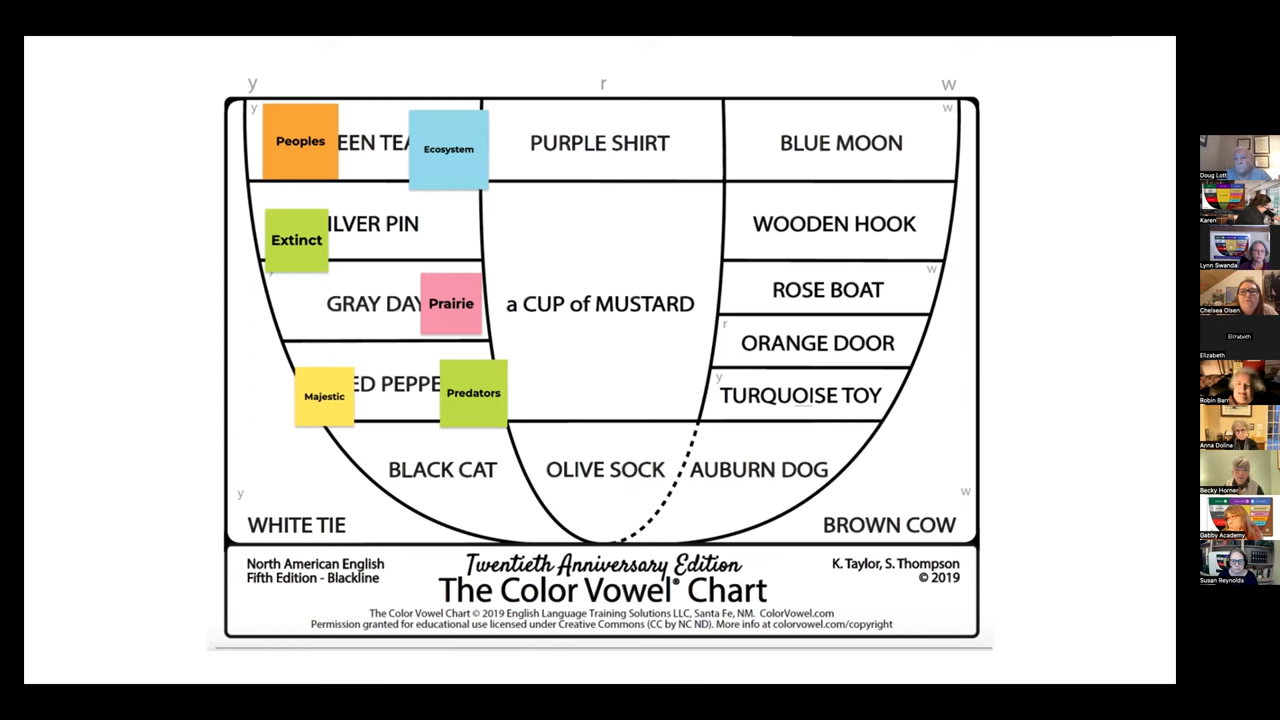 y r w
y w
Peoples EEN TEA Ecosystem PURPLE SHIRT BLUE MOON
Extinct ILVER PIN WOODEN HOOK
y w
GRAY DAY Prairie a CUP of MUSTARD ROSE BOAT
r
ORANGE DOOR
y
Majestic ED PEPPE Predators TURQUOISE TOY
BLACK CAT OLIVE SOCK AUBURN DOG
y w
WHITE TIE BROWN COW
North American English
Fifth Edition - Blackline
Twentieth Anniversary Edition
The Color Vowel® Chart
K. Taylor, S. Thompson
© 2019
The Color Vowel Chart © 2019 English Language Training Solutions LLC, Santa Fe, NM. ColorVowel.com
Permission granted for educational use licensed under Creative Commons (CC by NC ND). More info at colorvowel.com/copyright
Doug Lott
Karen
Lynn Swanda
Chelsea Olsen
Elizabeth
Elizabeth
Robin Barr
Anna Dolina
Becky Horner
Gabby Academy
Susan Reynolds